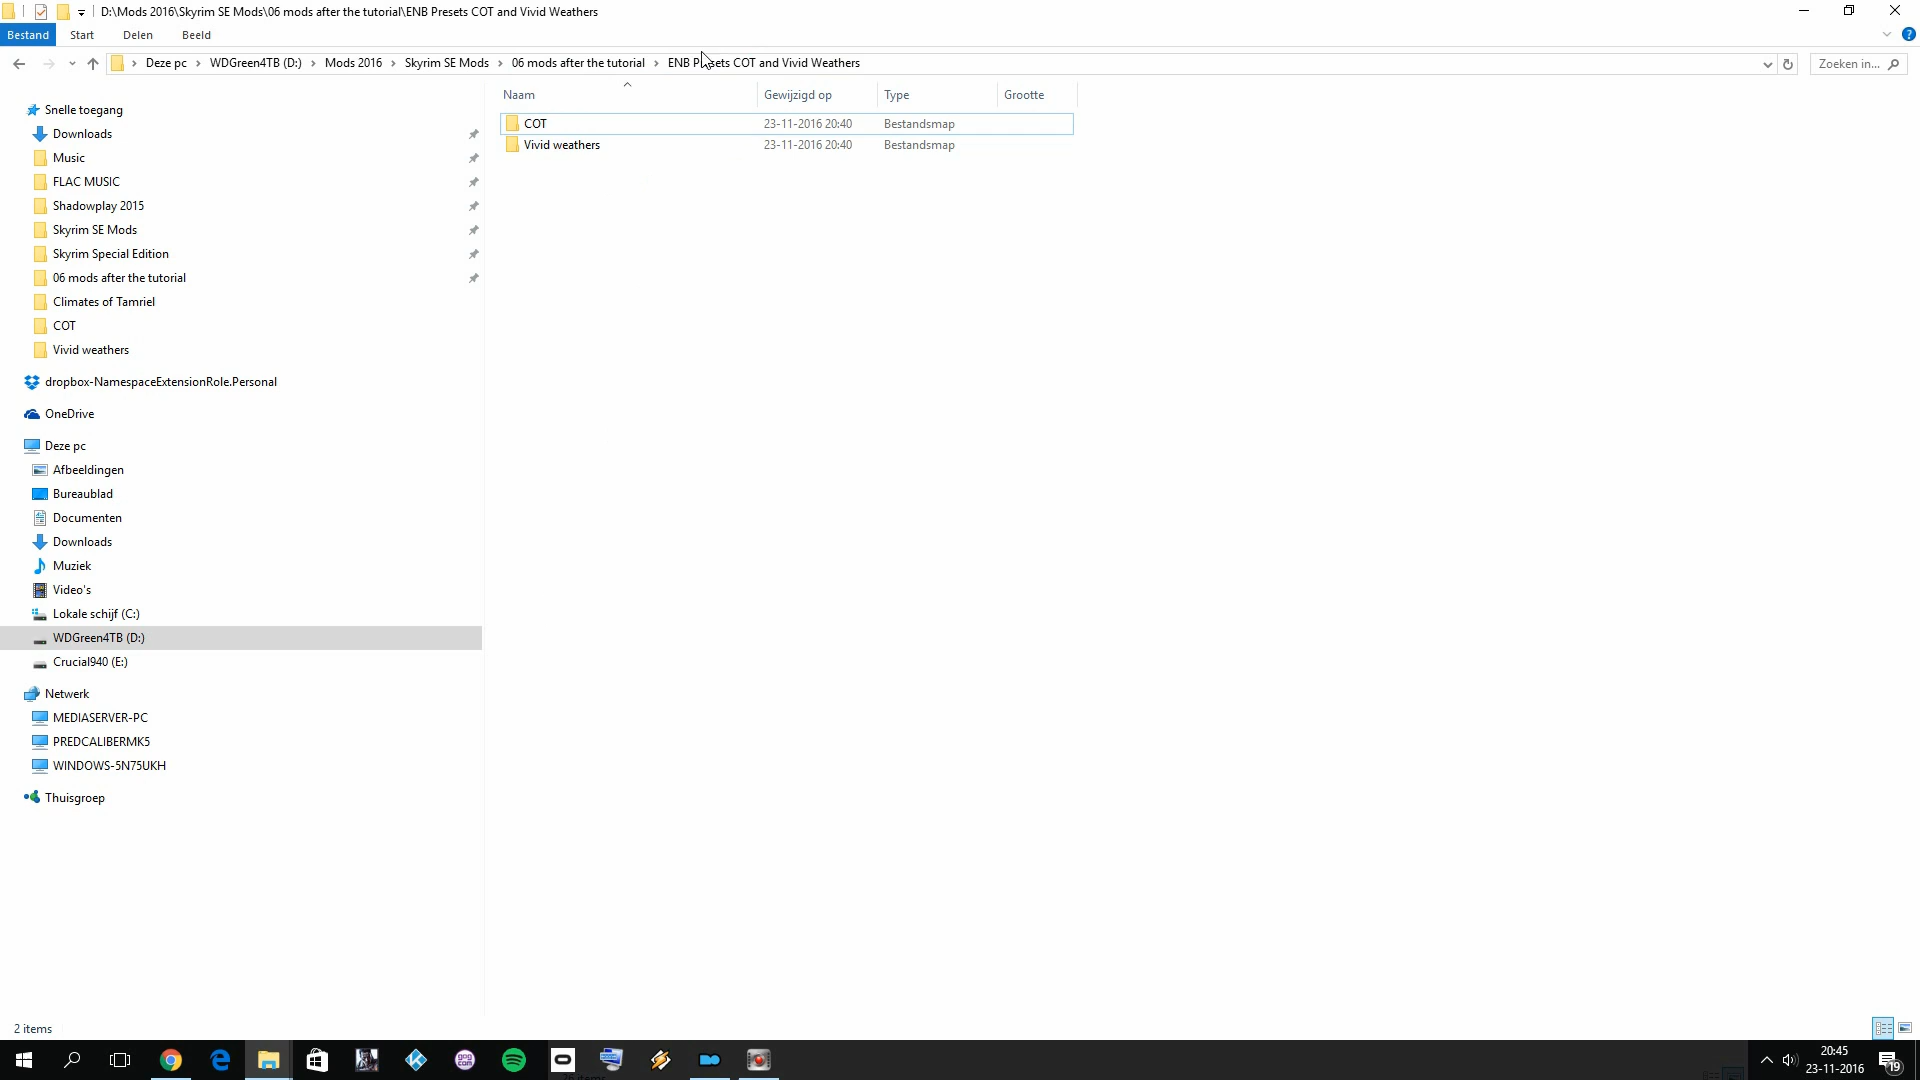 D:\Mods 2016\Skyrim SE Mods\06 mods after the tutorial\ENB Presets COT and Vivid Weathers
Bestand Start Delen Beeld
Deze pc WDGreen4TB (D:) Mods 2016 Skyrim SE Mods 06 mods after the tutorial ENB Presets COT and Vivid Weathers Zoeken in...
Naam Gewijzigd op Type Grootte
COT 23-11-2016 20:40 Bestandsmap
Vivid weathers 23-11-2016 20:40 Bestandsmap
Snelle toegang
Downloads
Music
FLAC MUSIC
Shadowplay 2015
Skyrim SE Mods
Skyrim Special Edition
06 mods after the tutorial
Climates of Tamriel
COT
Vivid weathers
dropbox-NamespaceExtensionRole.Personal
OneDrive
Deze pc
Afbeeldingen
Bureaublad
Documenten
Downloads
Muziek
Video's
Lokale schijf (C:)
WDGreen4TB (D:)
Crucial940 (E:)
Netwerk
MEDIASERVER-PC
PREDCALIBERMK5
WINDOWS-5N75UKH
Thuisgroep
2 items
20:45
23-11-2016
19